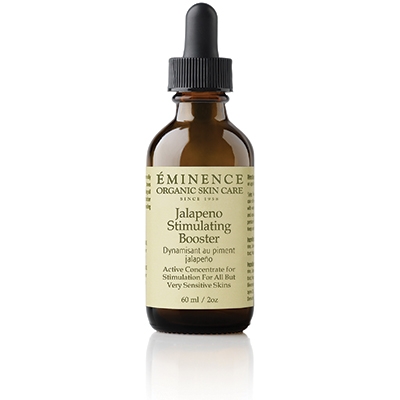 ÉMINENCE
ORGANIC SKIN CARE
SINCE 1958
Jalapeno
Stimulating
Booster
Dynamisant au piment
jalapeño
Active Concentrate for
Stimulation For All But
Very Sensitive Skins
60 ml / 2oz